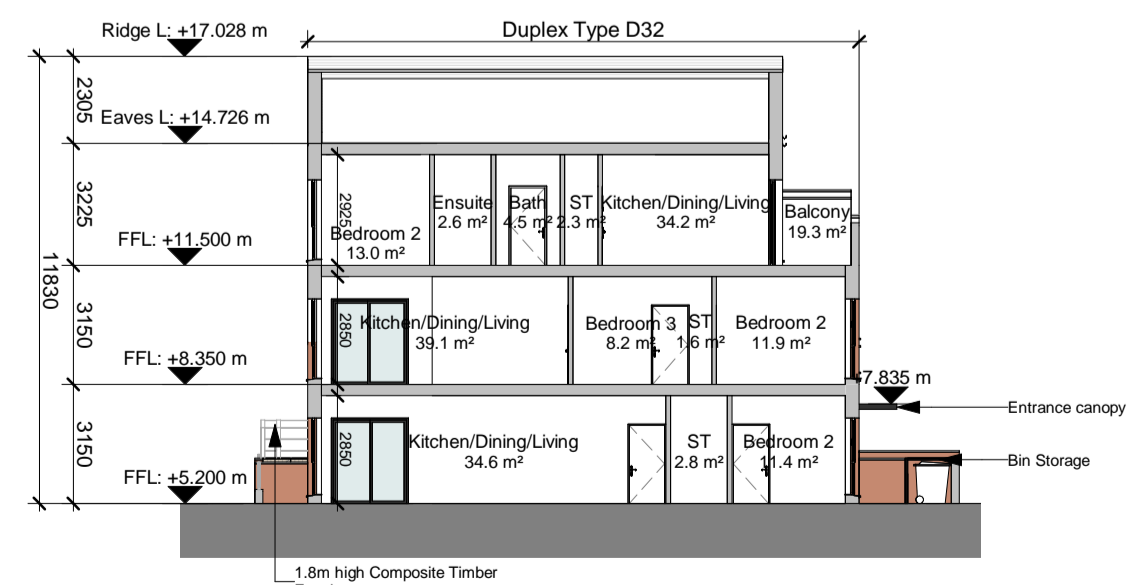 Ridge L: +17.028 m
Duplex Type D32
2305
Eaves L: +14.726 m
3225
2925
Ensuite
2.6 m²
Bath
4.5 m²
ST
2.3 m²
Kitchen/Dining/Living
34.2 m²
Balcony
19.3 m²
Bedroom 2
13.0 m²
FFL: +11.500 m
11830
3150
2850
Kitchen/Dining/Living
39.1 m²
Bedroom 3
8.2 m²
ST
1.6 m²
Bedroom 2
11.9 m²
FFL: +8.350 m
+7.835 m
Entrance canopy
3150
2850
Kitchen/Dining/Living
34.6 m²
ST
2.8 m²
Bedroom 2
11.4 m²
Bin Storage
FFL: +5.200 m
1.8m high Composite Timber